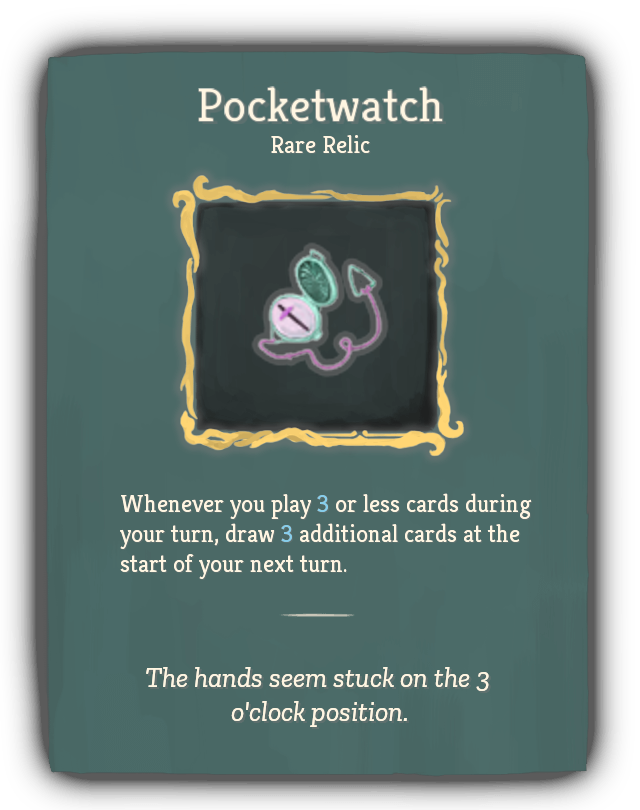 Pocketwatch
Rare Relic
Whenever you play 3 or less cards during
your turn, draw 3 additional cards at the
start of your next turn.
The hands seem stuck on the 3
o'clock position.